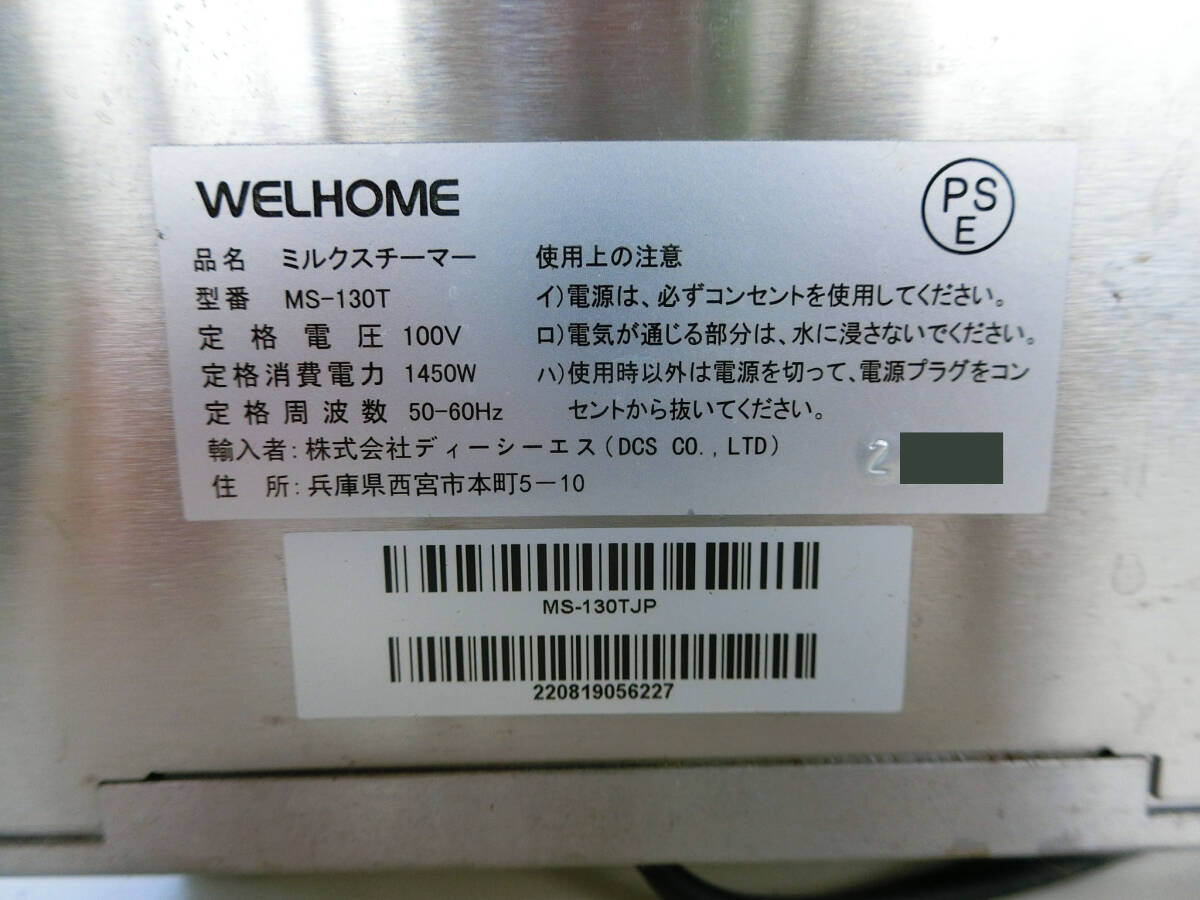 WELHOME
PSE
品名 ミルクスチーマー
型番 MS-130T
定格電圧 100V
定格消費電力 1450W
定格周波数 50-60Hz
輸入者:株式会社ディーシーエス(DCS CO.,LTD)
住 所:兵庫県西宮市本町5-10
使用上の注意
イ)電源は、必ずコンセントを使用してください。
ロ)電気が通じる部分は、水に浸さないでください。
ハ)使用時以外は電源を切って、電源プラグをコン
セントから抜いてください。
2
MS-130TJP
220819056227